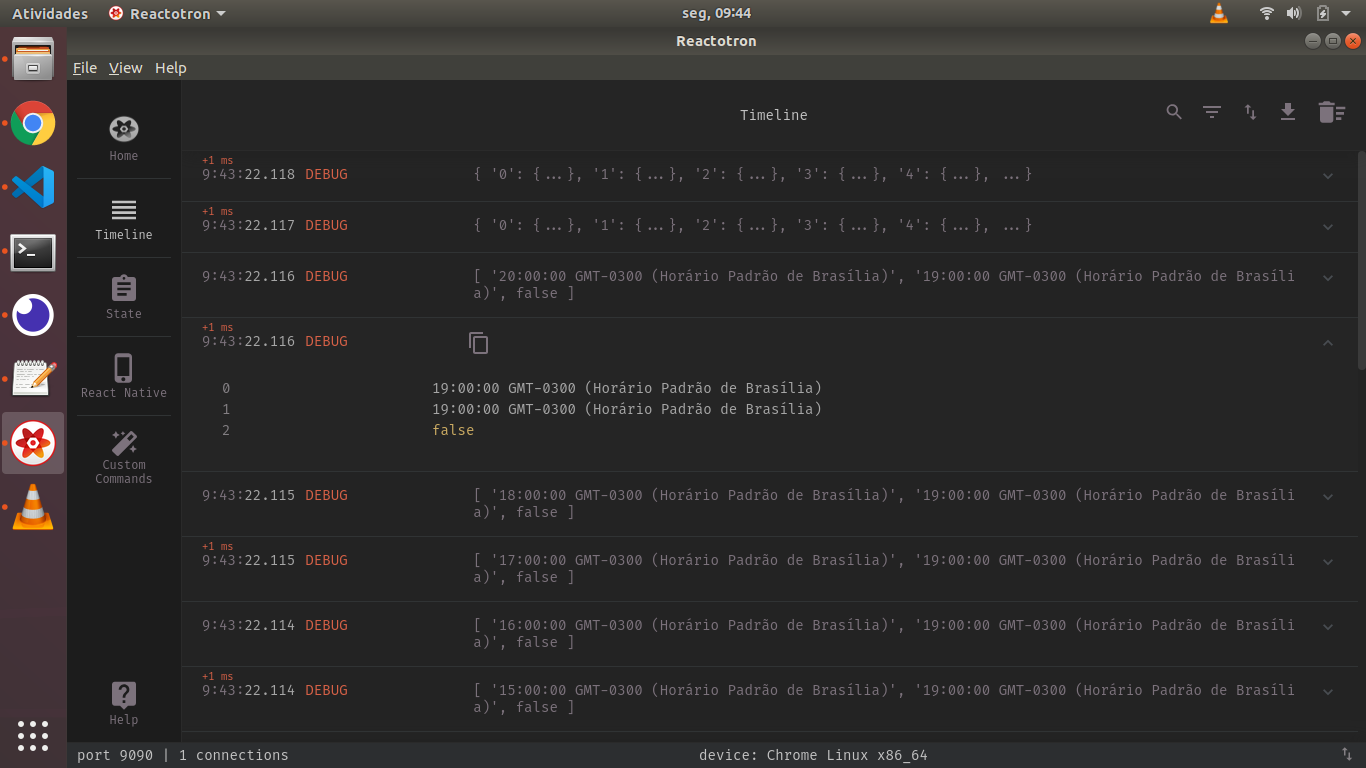 Atividades
Reactotron
seg, 09:44
Reactotron
File View Help
Home
Timeline
State
React Native
Custom
Commands
Help
Timeline
+1 ms
9:43:22.118 DEBUG { '0': {...}, '1': {...}, '2': {...}, '3': {...}, '4': {...}, ...}
+1 ms
9:43:22.117 DEBUG { '0': {...}, '1': {...}, '2': {...}, '3': {...}, '4': {...}, ...}
9:43:22.116 DEBUG [ '20:00:00 GMT-0300 (Horário Padrão de Brasília)', '19:00:00 GMT-0300 (Horário Padrão de Brasíli
a)', false ]
+1 ms
9:43:22.116 DEBUG
0 19:00:00 GMT-0300 (Horário Padrão de Brasília)
1 19:00:00 GMT-0300 (Horário Padrão de Brasília)
2 false
9:43:22.115 DEBUG [ '18:00:00 GMT-0300 (Horário Padrão de Brasília)', '19:00:00 GMT-0300 (Horário Padrão de Brasíli
a)', false ]
+1 ms
9:43:22.115 DEBUG [ '17:00:00 GMT-0300 (Horário Padrão de Brasília)', '19:00:00 GMT-0300 (Horário Padrão de Brasíli
a)', false ]
9:43:22.114 DEBUG [ '16:00:00 GMT-0300 (Horário Padrão de Brasília)', '19:00:00 GMT-0300 (Horário Padrão de Brasíli
a)', false ]
+1 ms
9:43:22.114 DEBUG [ '15:00:00 GMT-0300 (Horário Padrão de Brasília)', '19:00:00 GMT-0300 (Horário Padrão de Brasíli
a)', false ]
port 9090 | 1 connections
device: Chrome Linux x86_64